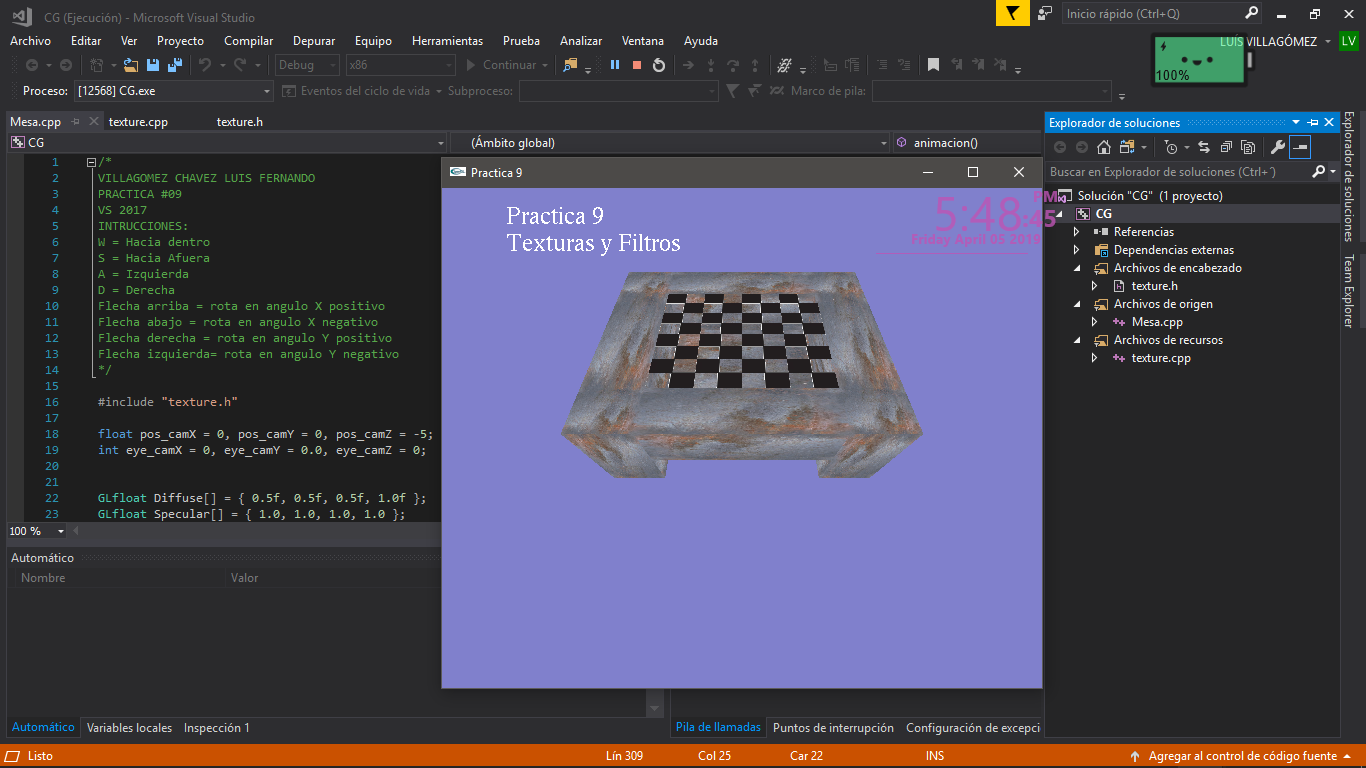 CG (Ejecución) - Microsoft Visual Studio
Inicio rápido (Ctrl+Q)
Archivo Editar Ver Proyecto Compilar Depurar Equipo Herramientas Prueba Analizar Ventana Ayuda
LUÍS VILLAGÓMEZ LV
100%
Debug x86 Continuar
Proceso: [12568] CG.exe Eventos del ciclo de vida Subproceso: Marco de pila:
Mesa.cpp texture.cpp texture.h
CG (Ámbito global) animacion()
1 /*
2 VILLAGOMEZ CHAVEZ LUIS FERNANDO
3 PRACTICA #09
4 VS 2017
5 INTRUCCIONES:
6 W = Hacia dentro
7 S = Hacia Afuera
8 A = Izquierda
9 D = Derecha
10 Flecha arriba = rota en angulo X positivo
11 Flecha abajo = rota en angulo X negativo
12 Flecha derecha = rota en angulo Y positivo
13 Flecha izquierda= rota en angulo Y negativo
14 */
15
16 #include "texture.h"
17
18 float pos_camX = 0, pos_camY = 0, pos_camZ = -5;
19 int eye_camX = 0, eye_camY = 0.0, eye_camZ = 0;
20
21
22 GLfloat Diffuse[] = { 0.5f, 0.5f, 0.5f, 1.0f };
23 GLfloat Specular[] = { 1.0, 1.0, 1.0, 1.0 };
100 %
Practica 9
Practica 9
Texturas y Filtros
5:48:45 PM
Friday April 05 2019
Explorador de soluciones
Buscar en Explorador de soluciones (Ctrl+´)
Solución "CG" (1 proyecto)
CG
Referencias
Dependencias externas
Archivos de encabezado
texture.h
Archivos de origen
Mesa.cpp
Archivos de recursos
texture.cpp
Explorador de soluciones
Team Explorer
Automático
Nombre Valor
Automático Variables locales Inspección 1
Pila de llamadas Puntos de interrupción Configuración de excepci
Listo Lín 309 Col 25 Car 22 INS Agregar al control de código fuente